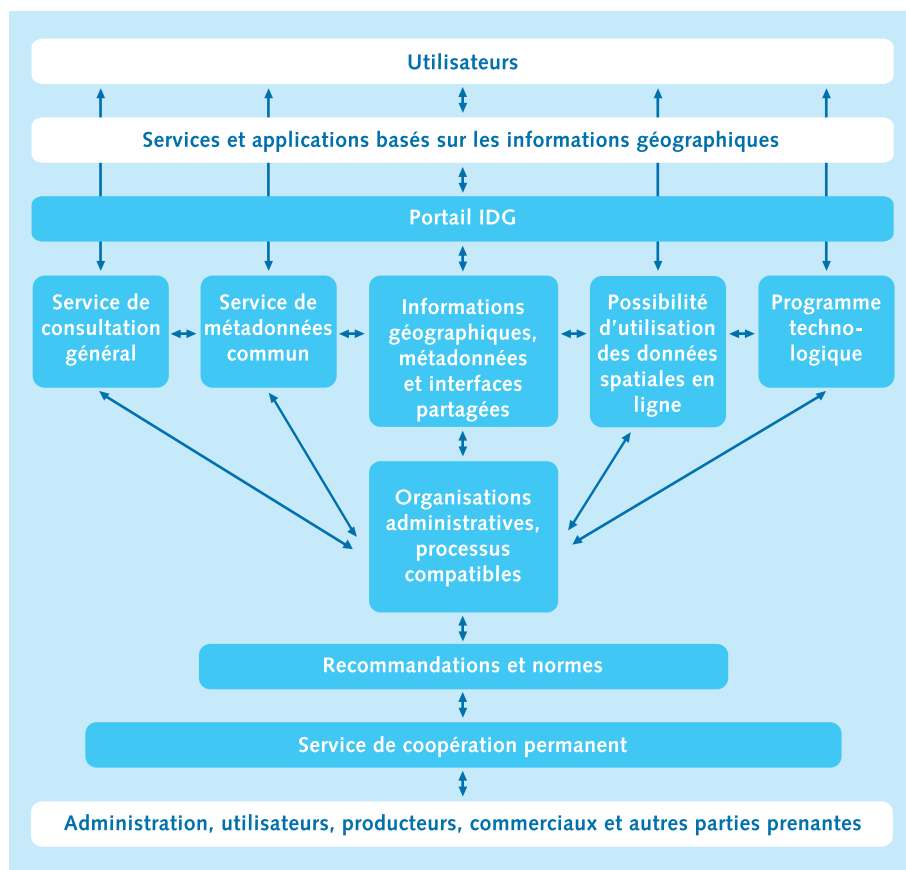 Utilisateurs
Services et applications basés sur les informations géographiques
Portail IDG
Service de
consultation
général
Service de
métadonnées
commun
Informations
géographiques,
métadonnées
et interfaces
partagées
Possibilité
d’utilisation
des données
spatiales en
ligne
Programme
techno-
logique
Organisations
administratives,
processus
compatibles
Recommandations et normes
Service de coopération permanent
Administration, utilisateurs, producteurs, commerciaux et autres parties prenantes